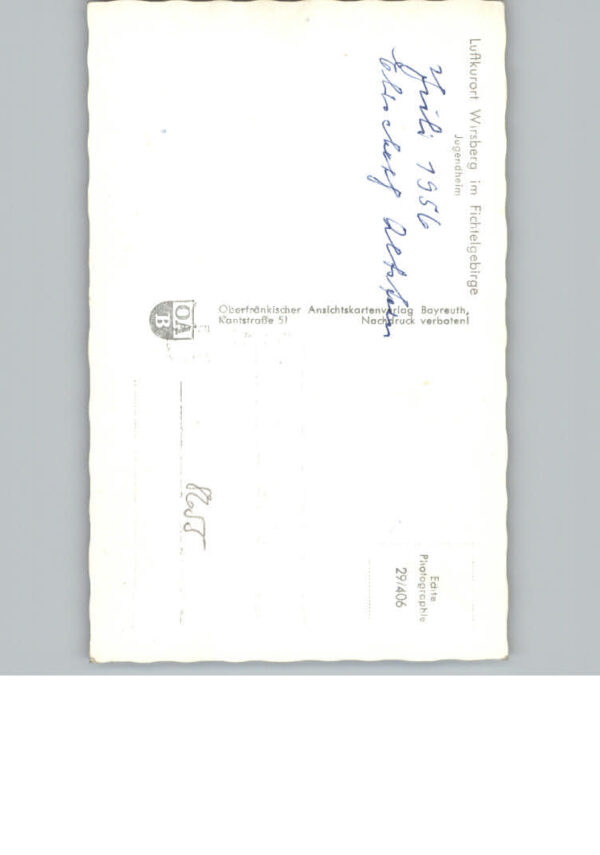 Luftkurort Wirsberg im Fichtelgebirge
Jugendheim
Juli 1956
Echte
Photographie
29/406
Oberfränkischer Ansichtskartenverlag Bayreuth,
Kantstraße 51 Nachdruck verboten!
OA
B
8655